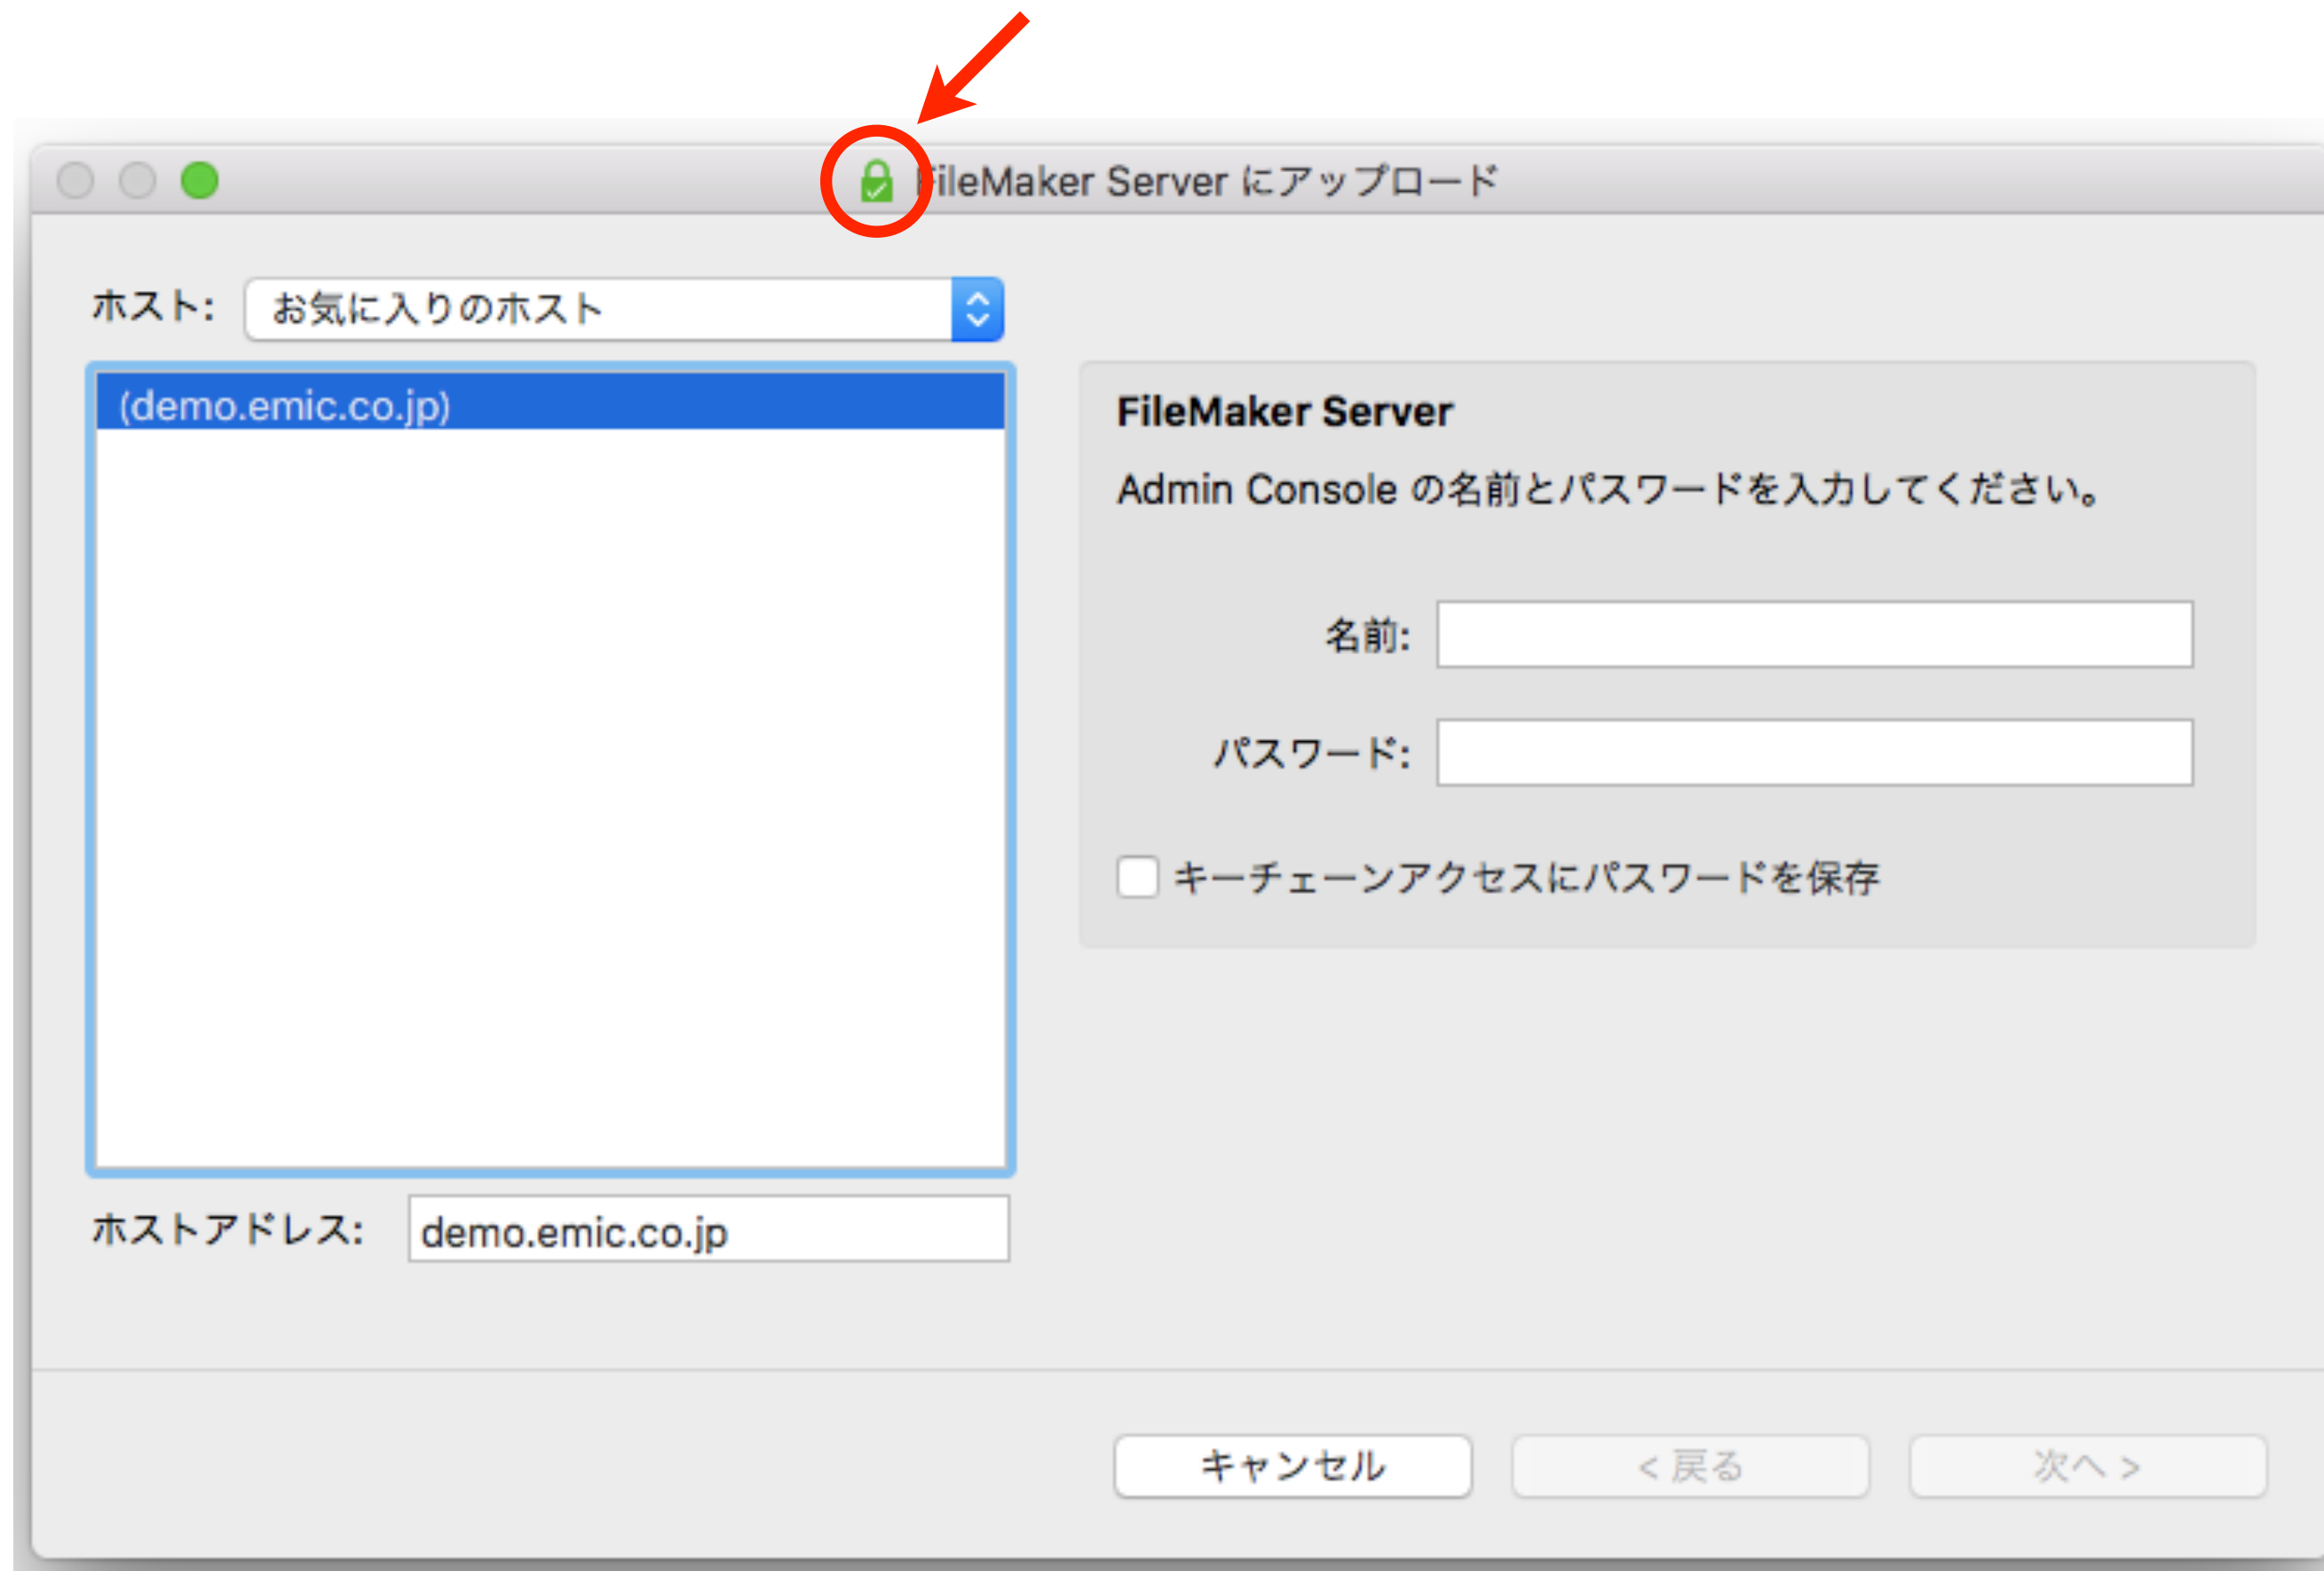 FileMaker Server にアップロード
ホスト: お気に入りのホスト
(demo.emic.co.jp)
FileMaker Server
Admin Console の名前とパスワードを入力してください。
名前:
パスワード:
キーチェーンアクセスにパスワードを保存
ホストアドレス: demo.emic.co.jp
キャンセル
< 戻る
次へ >